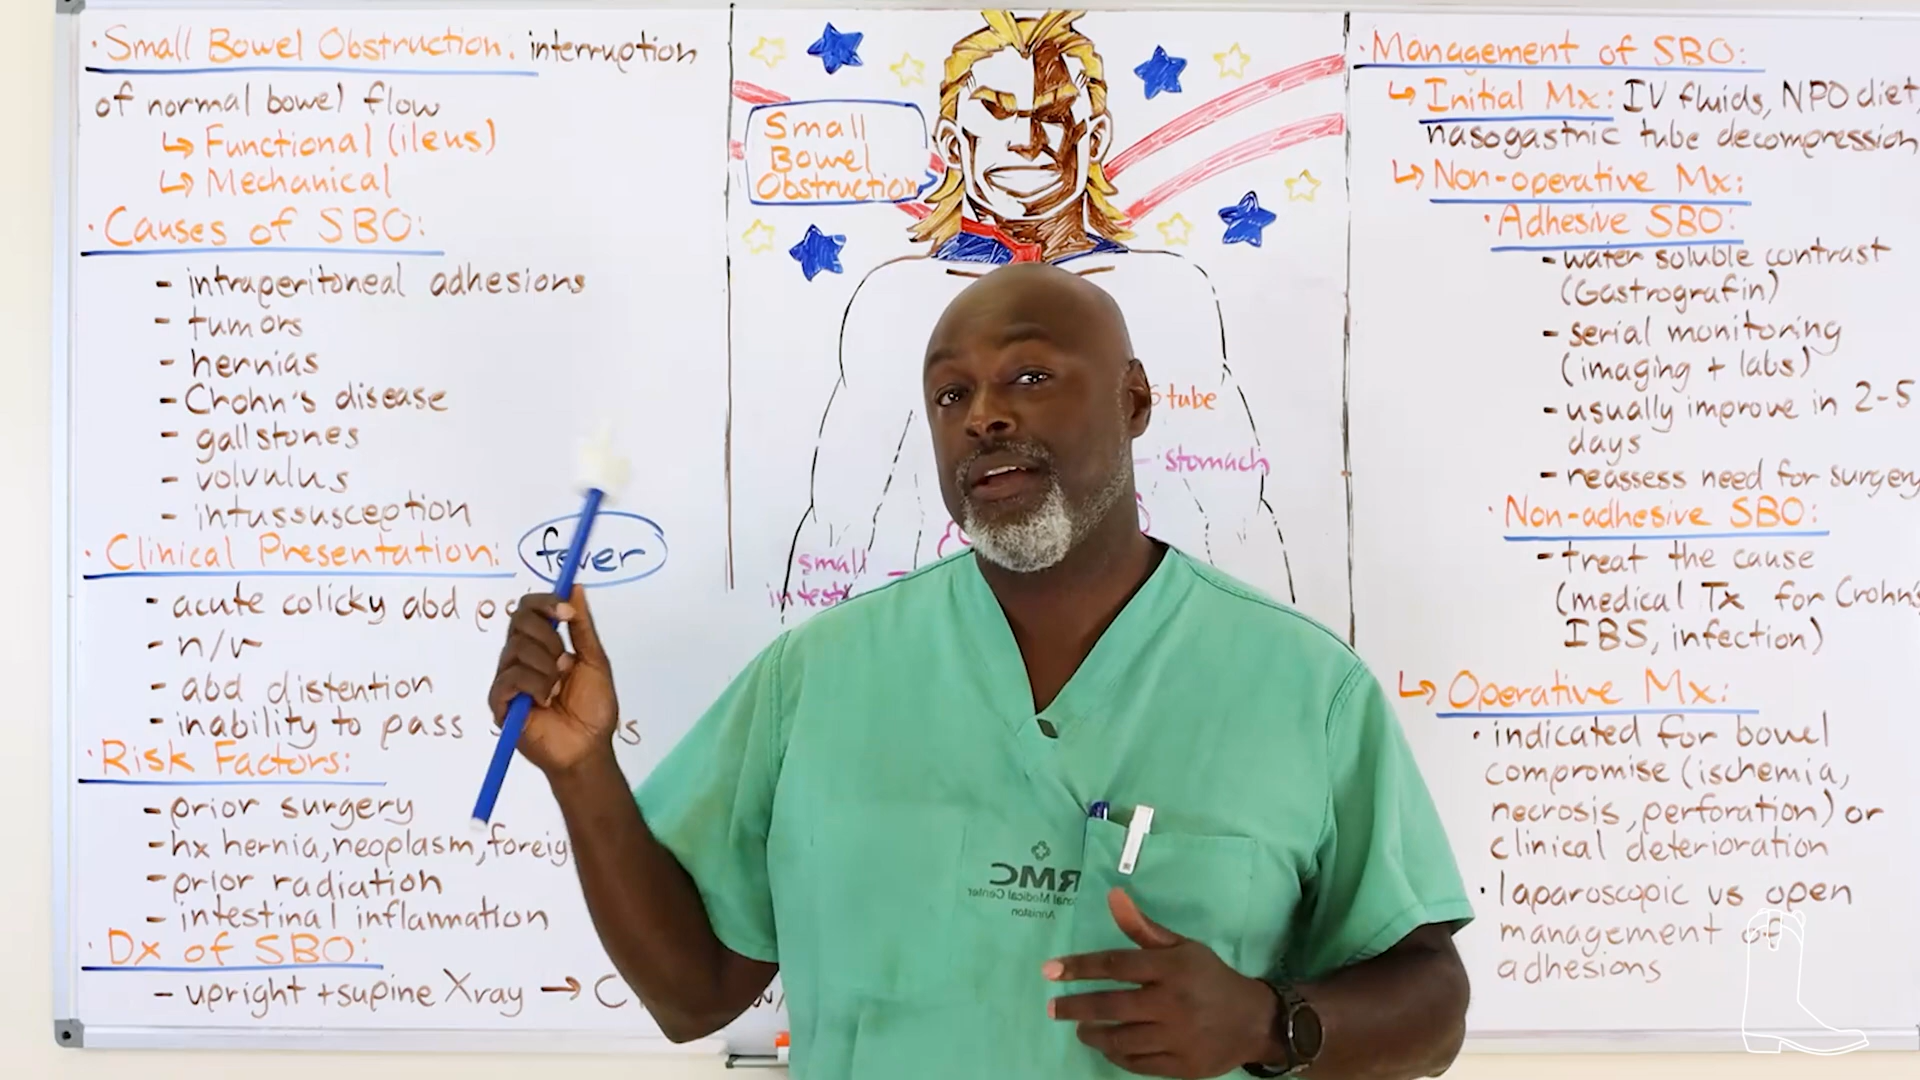 · Small Bowel Obstruction: interruption
of normal bowel flow
↳ Functional (ileus)
↳ Mechanical
· Causes of SBO:
- intraperitoneal adhesions
- tumors
- hernias
- Crohn's disease
- gallstones
- volvulus
- intussusception
· Clinical Presentation: fever
- acute colicky abd
- n/v
- abd distention
- inability to pass
· Risk Factors:
- prior surgery
- hx hernia, neoplasm, foreig
- prior radiation
- intestinal inflammation
· Dx of SBO:
- upright + supine Xray → C
Small
Bowel
Obstruction
tube
stomach
small
intest
RMC
onal Medical Center
Anniston
· Management of SBO:
↳ Initial Mx: IV fluids, NPO diet,
nasogastric tube decompression
↳ Non-operative Mx:
· Adhesive SBO:
- water soluble contrast
(Gastrografin)
- serial monitoring
(imaging + labs)
- usually improve in 2-5
days
- reassess need for surgery
· Non-adhesive SBO:
- treat the cause
(medical Tx for Crohn's
IBS, infection)
↳ Operative Mx:
· indicated for bowel
compromise (ischemia,
necrosis, perforation) or
clinical deterioration
· laparoscopic vs open
management of
adhesions